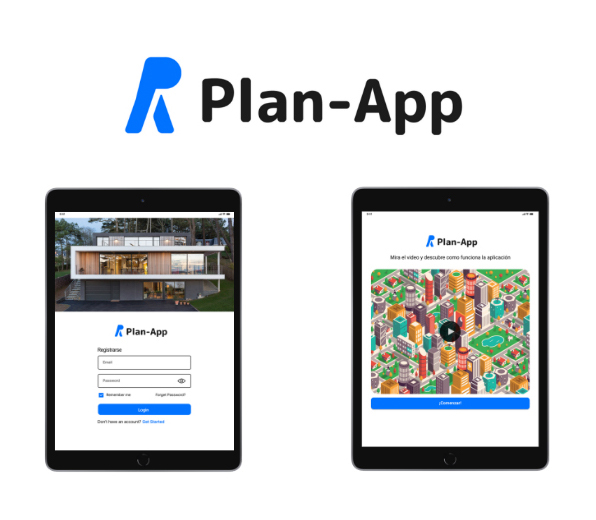 Plan-App
Plan-App
Registrarse
Email
Password
Remember me
Forgot Password?
Login
Don't have an account? Get Started
Plan-App
Mira el video y descubre como funciona la aplicación
¡Comenzar!